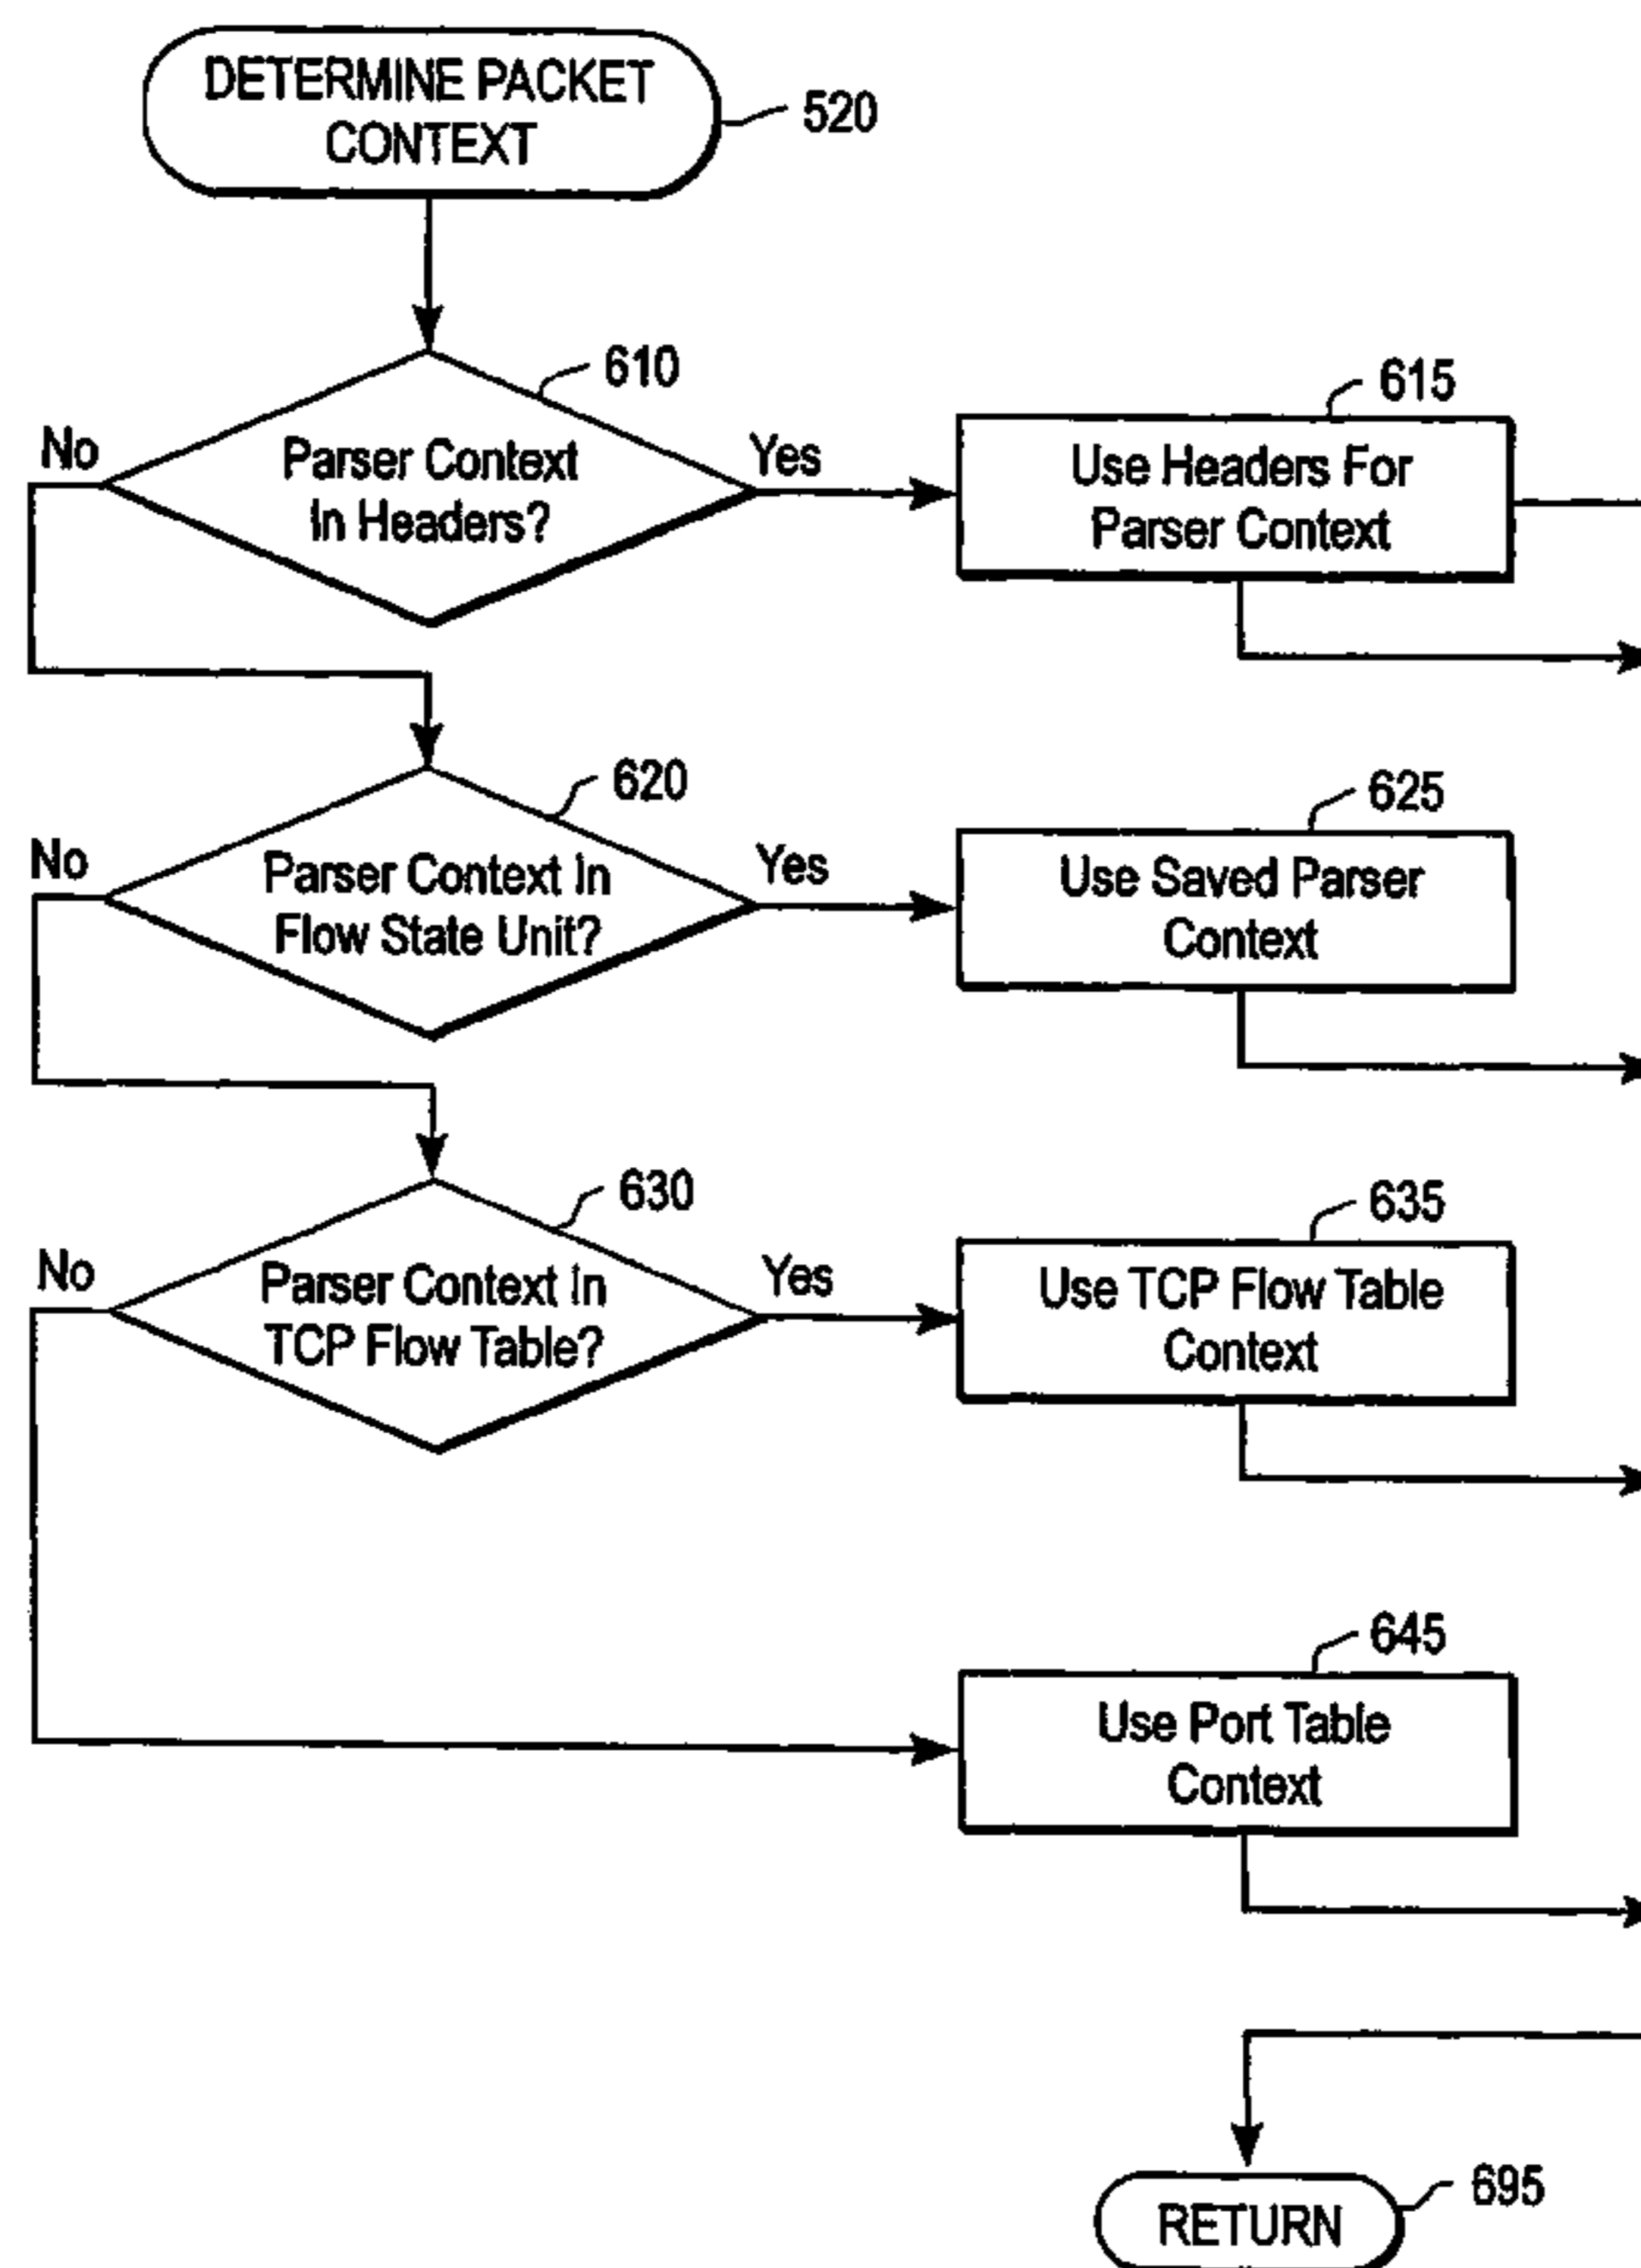 DETERMINE PACKET
CONTEXT
520
610
No
Parser Context
In Headers?
Yes
615
Use Headers For
Parser Context
620
No
Parser Context In
Flow State Unit?
Yes
625
Use Saved Parser
Context
630
No
Parser Context In
TCP Flow Table?
Yes
635
Use TCP Flow Table
Context
645
Use Port Table
Context
RETURN
695